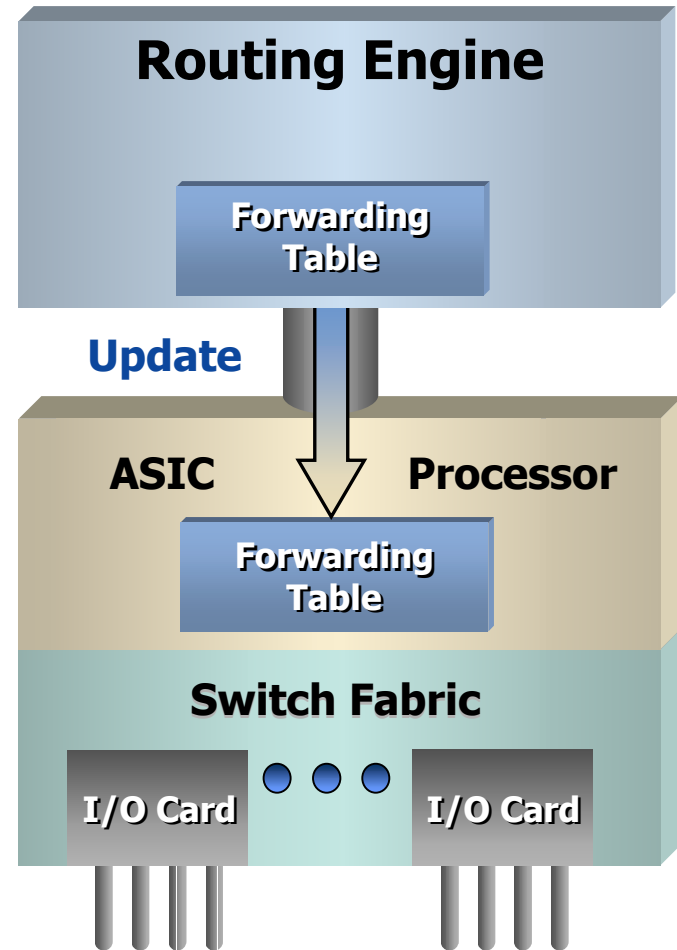 Routing Engine
Forwarding
Table
Update
ASIC
Processor
Forwarding
Table
Switch Fabric
I/O Card
I/O Card